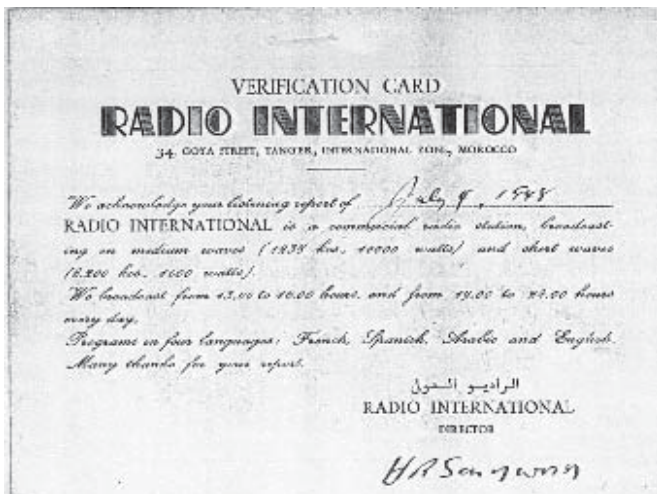 VERIFICATION CARD
RADIO INTERNATIONAL
34, GOYA STREET, TANGIER, INTERNATIONAL ZONE, MOROCCO
We acknowledge your listening report of July 9, 1948
RADIO INTERNATIONAL is a commercial radio station, broadcast-
ing on medium waves (1238 kcs. 10000 watts) and short waves
(6.200 kcs. 1000 watts).
We broadcast from 13.00 to 16.00 hours and from 19.00 to 24.00 hours
every day.
Programs in four languages: French, Spanish, Arabic and English.
Many thanks for your report.
الراديو الدولى
RADIO INTERNATIONAL
DIRECTOR